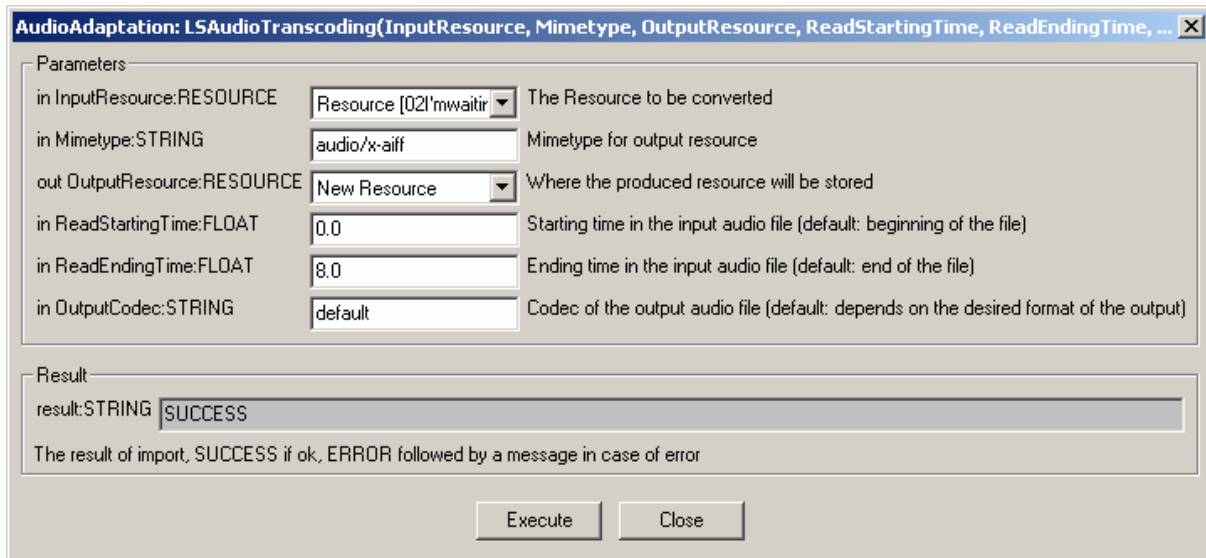 AudioAdaptation: LSAudioTranscoding(InputResource, Mimetype, OutputResource, ReadStartingTime, ReadEndingTime, ...
Parameters
in InputResource:RESOURCE Resource [02I'mwaitin The Resource to be converted
in Mimetype:STRING audio/x-aiff Mimetype for output resource
out OutputResource:RESOURCE New Resource Where the produced resource will be stored
in ReadStartingTime:FLOAT 0.0 Starting time in the input audio file (default: beginning of the file)
in ReadEndingTime:FLOAT 8.0 Ending time in the input audio file (default: end of the file)
in OutputCodec:STRING default Codec of the output audio file (default: depends on the desired format of the output)
Result
result:STRING SUCCESS
The result of import, SUCCESS if ok, ERROR followed by a message in case of error
Execute Close